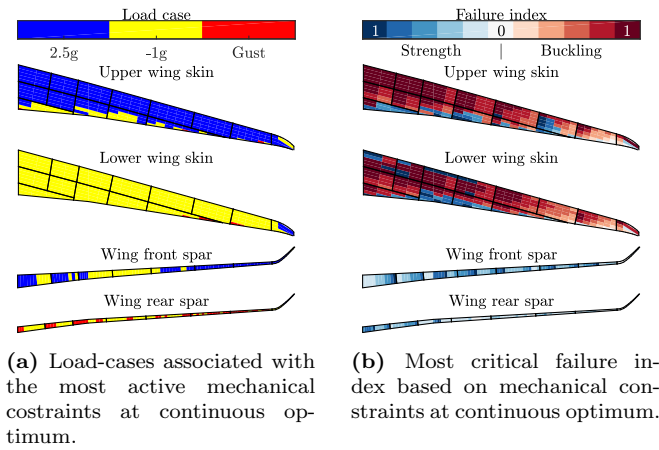 Load case
2.5g -1g Gust
Upper wing skin
Lower wing skin
Wing front spar
Wing rear spar
(a) Load-cases associated with
the most active mechanical
costraints at continuous op-
timum.
Failure index
1 0 1
Strength | Buckling
Upper wing skin
Lower wing skin
Wing front spar
Wing rear spar
(b) Most critical failure in-
dex based on mechanical con-
straints at continuous optimum.